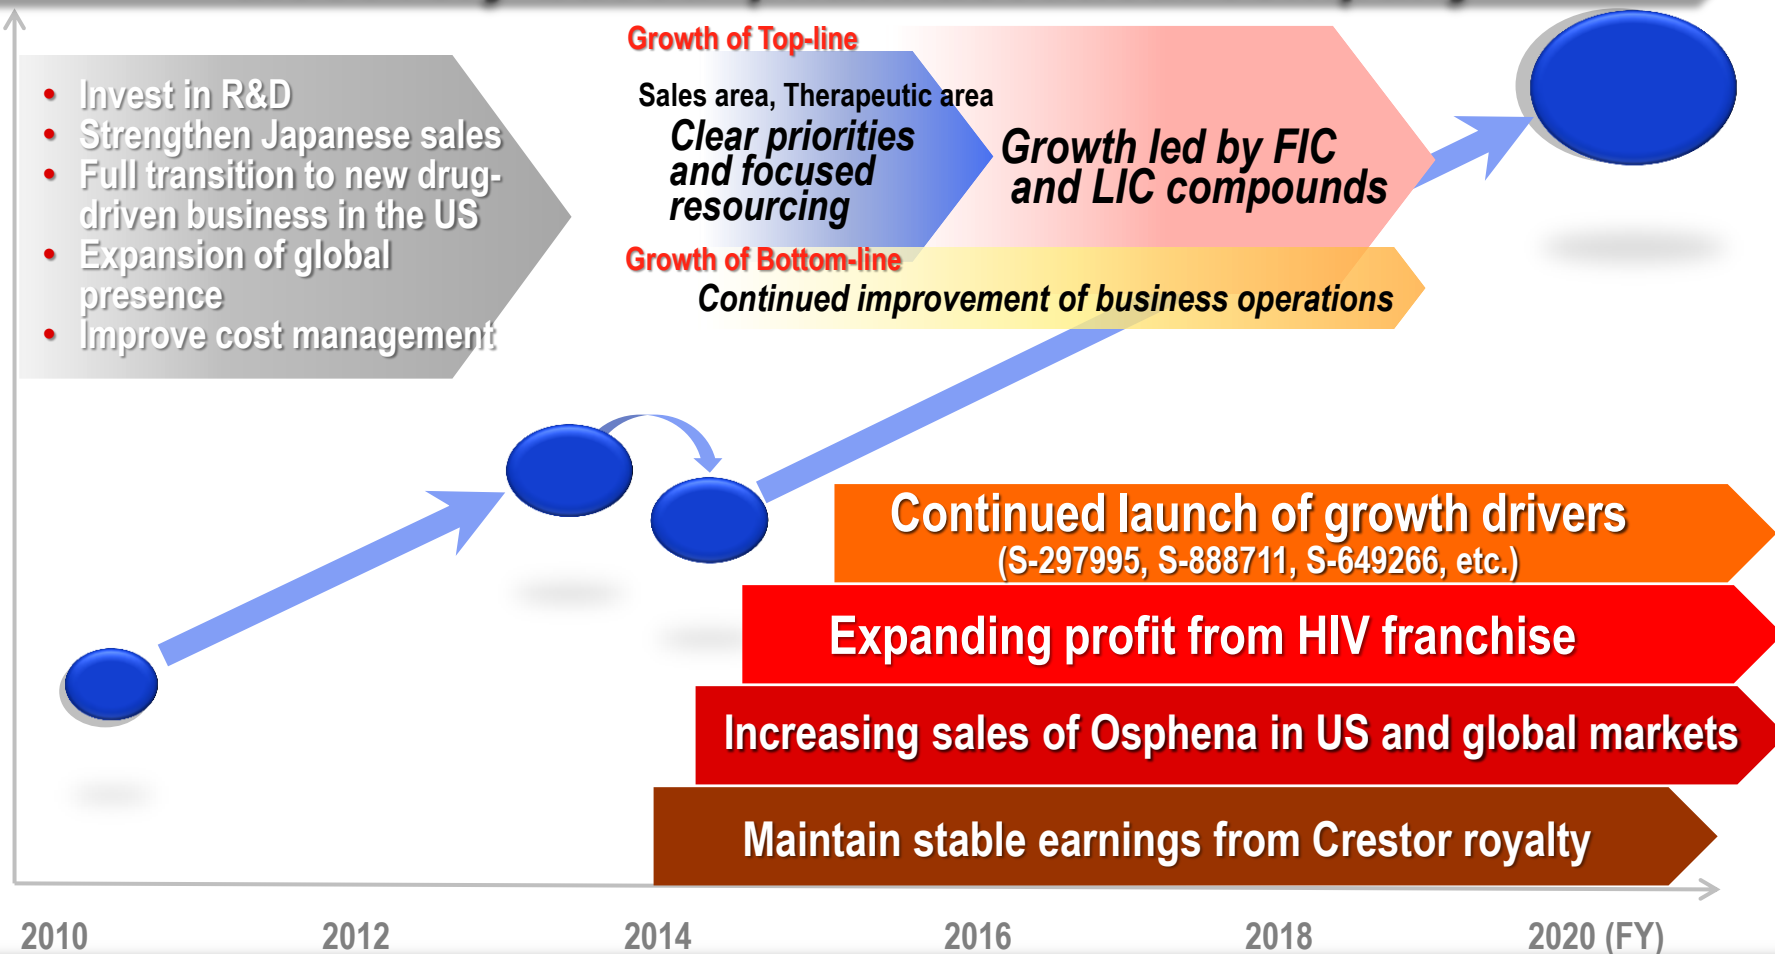 • Invest in R&D
• Strengthen Japanese sales
• Full transition to new drug-
driven business in the US
• Expansion of global
presence
• Improve cost management
Growth of Top-line
Sales area, Therapeutic area
Clear priorities
and focused
resourcing
Growth led by FIC
and LIC compounds
Growth of Bottom-line
Continued improvement of business operations
Continued launch of growth drivers
(S-297995, S-888711, S-649266, etc.)
Expanding profit from HIV franchise
Increasing sales of Osphena in US and global markets
Maintain stable earnings from Crestor royalty
2010 2012 2014 2016 2018 2020 (FY)